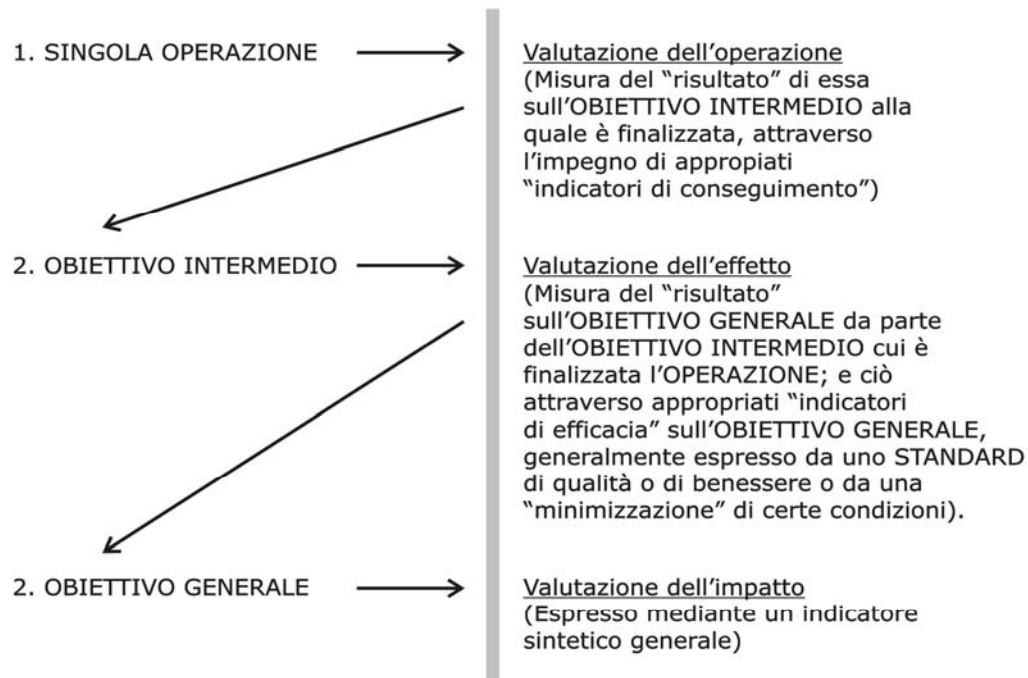 1. SINGOLA OPERAZIONE
Valutazione dell’operazione
(Misura del “risultato” di essa
sull’OBIETTIVO INTERMEDIO alla
quale è finalizzata, attraverso
l’impegno di appropiati
“indicatori di conseguimento”)
2. OBIETTIVO INTERMEDIO
Valutazione dell’effetto
(Misura del “risultato”
sull’OBIETTIVO GENERALE da parte
dell’OBIETTIVO INTERMEDIO cui è
finalizzata l’OPERAZIONE; e ciò
attraverso appropriati “indicatori
di efficacia” sull’OBIETTIVO GENERALE,
generalmente espresso da uno STANDARD
di qualità o di benessere o da una
“minimizzazione” di certe condizioni).
2. OBIETTIVO GENERALE
Valutazione dell’impatto
(Espresso mediante un indicatore
sintetico generale)